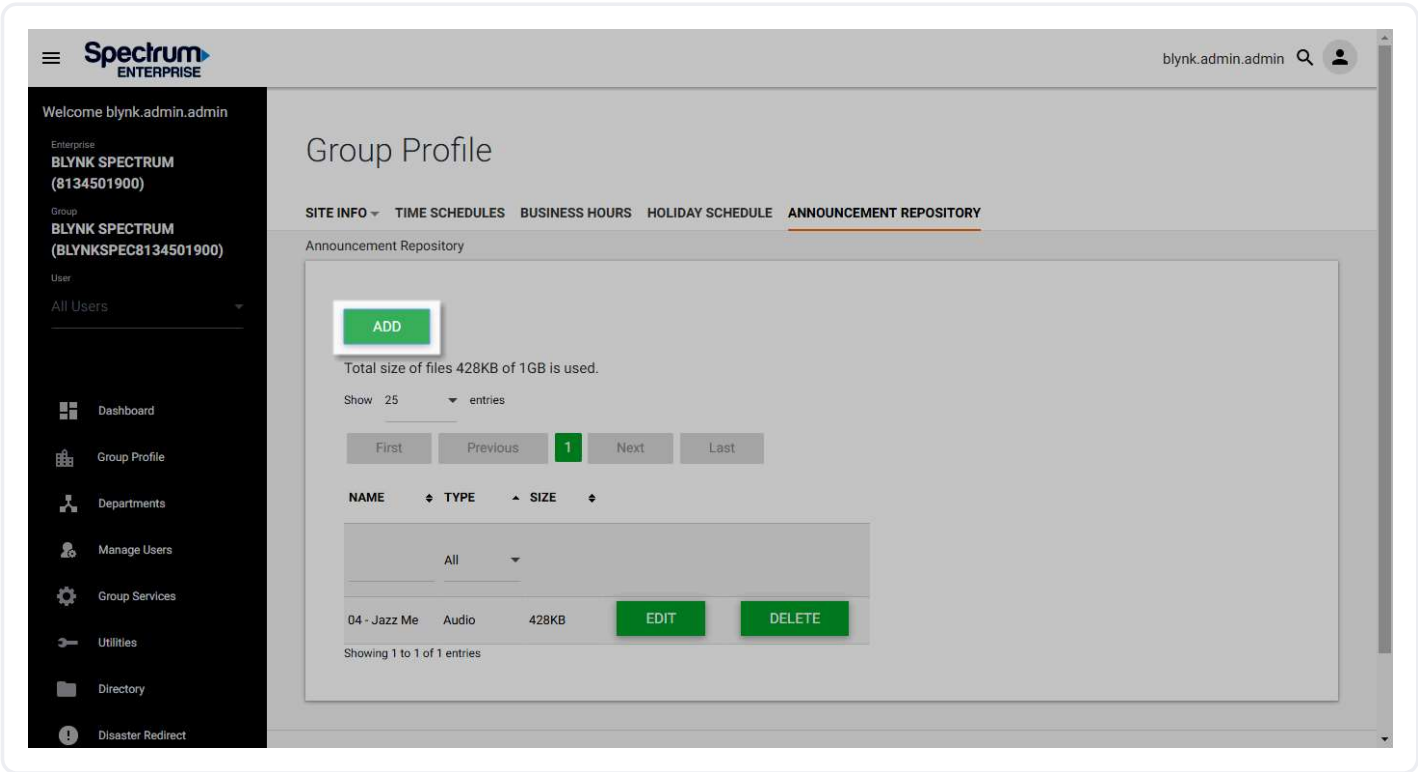 Spectrum
ENTERPRISE
blynk.admin.admin
Welcome blynk.admin.admin
Enterprise
BLYNK SPECTRUM
(8134501900)
Group
BLYNK SPECTRUM
(BLYNKSPEC8134501900)
User
All Users
Dashboard
Group Profile
Departments
Manage Users
Group Services
Utilities
Directory
Disaster Redirect
Group Profile
SITE INFO TIME SCHEDULES BUSINESS HOURS HOLIDAY SCHEDULE ANNOUNCEMENT REPOSITORY
Announcement Repository
ADD
Total size of files 428KB of 1GB is used.
Show 25 entries
First Previous 1 Next Last
NAME TYPE SIZE
All
04 - Jazz Me Audio 428KB EDIT DELETE
Showing 1 to 1 of 1 entries